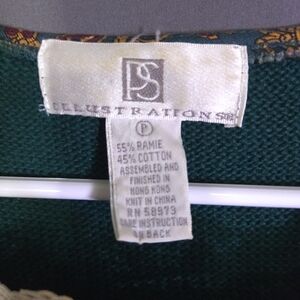 PS
ILLUSTRATIONS®
P
55% RAMIE
45% COTTON
ASSEMBLED AND
FINISHED IN
HONG KONG
KNIT IN CHINA
RN 58979
CARE INSTRUCTION
ON BACK